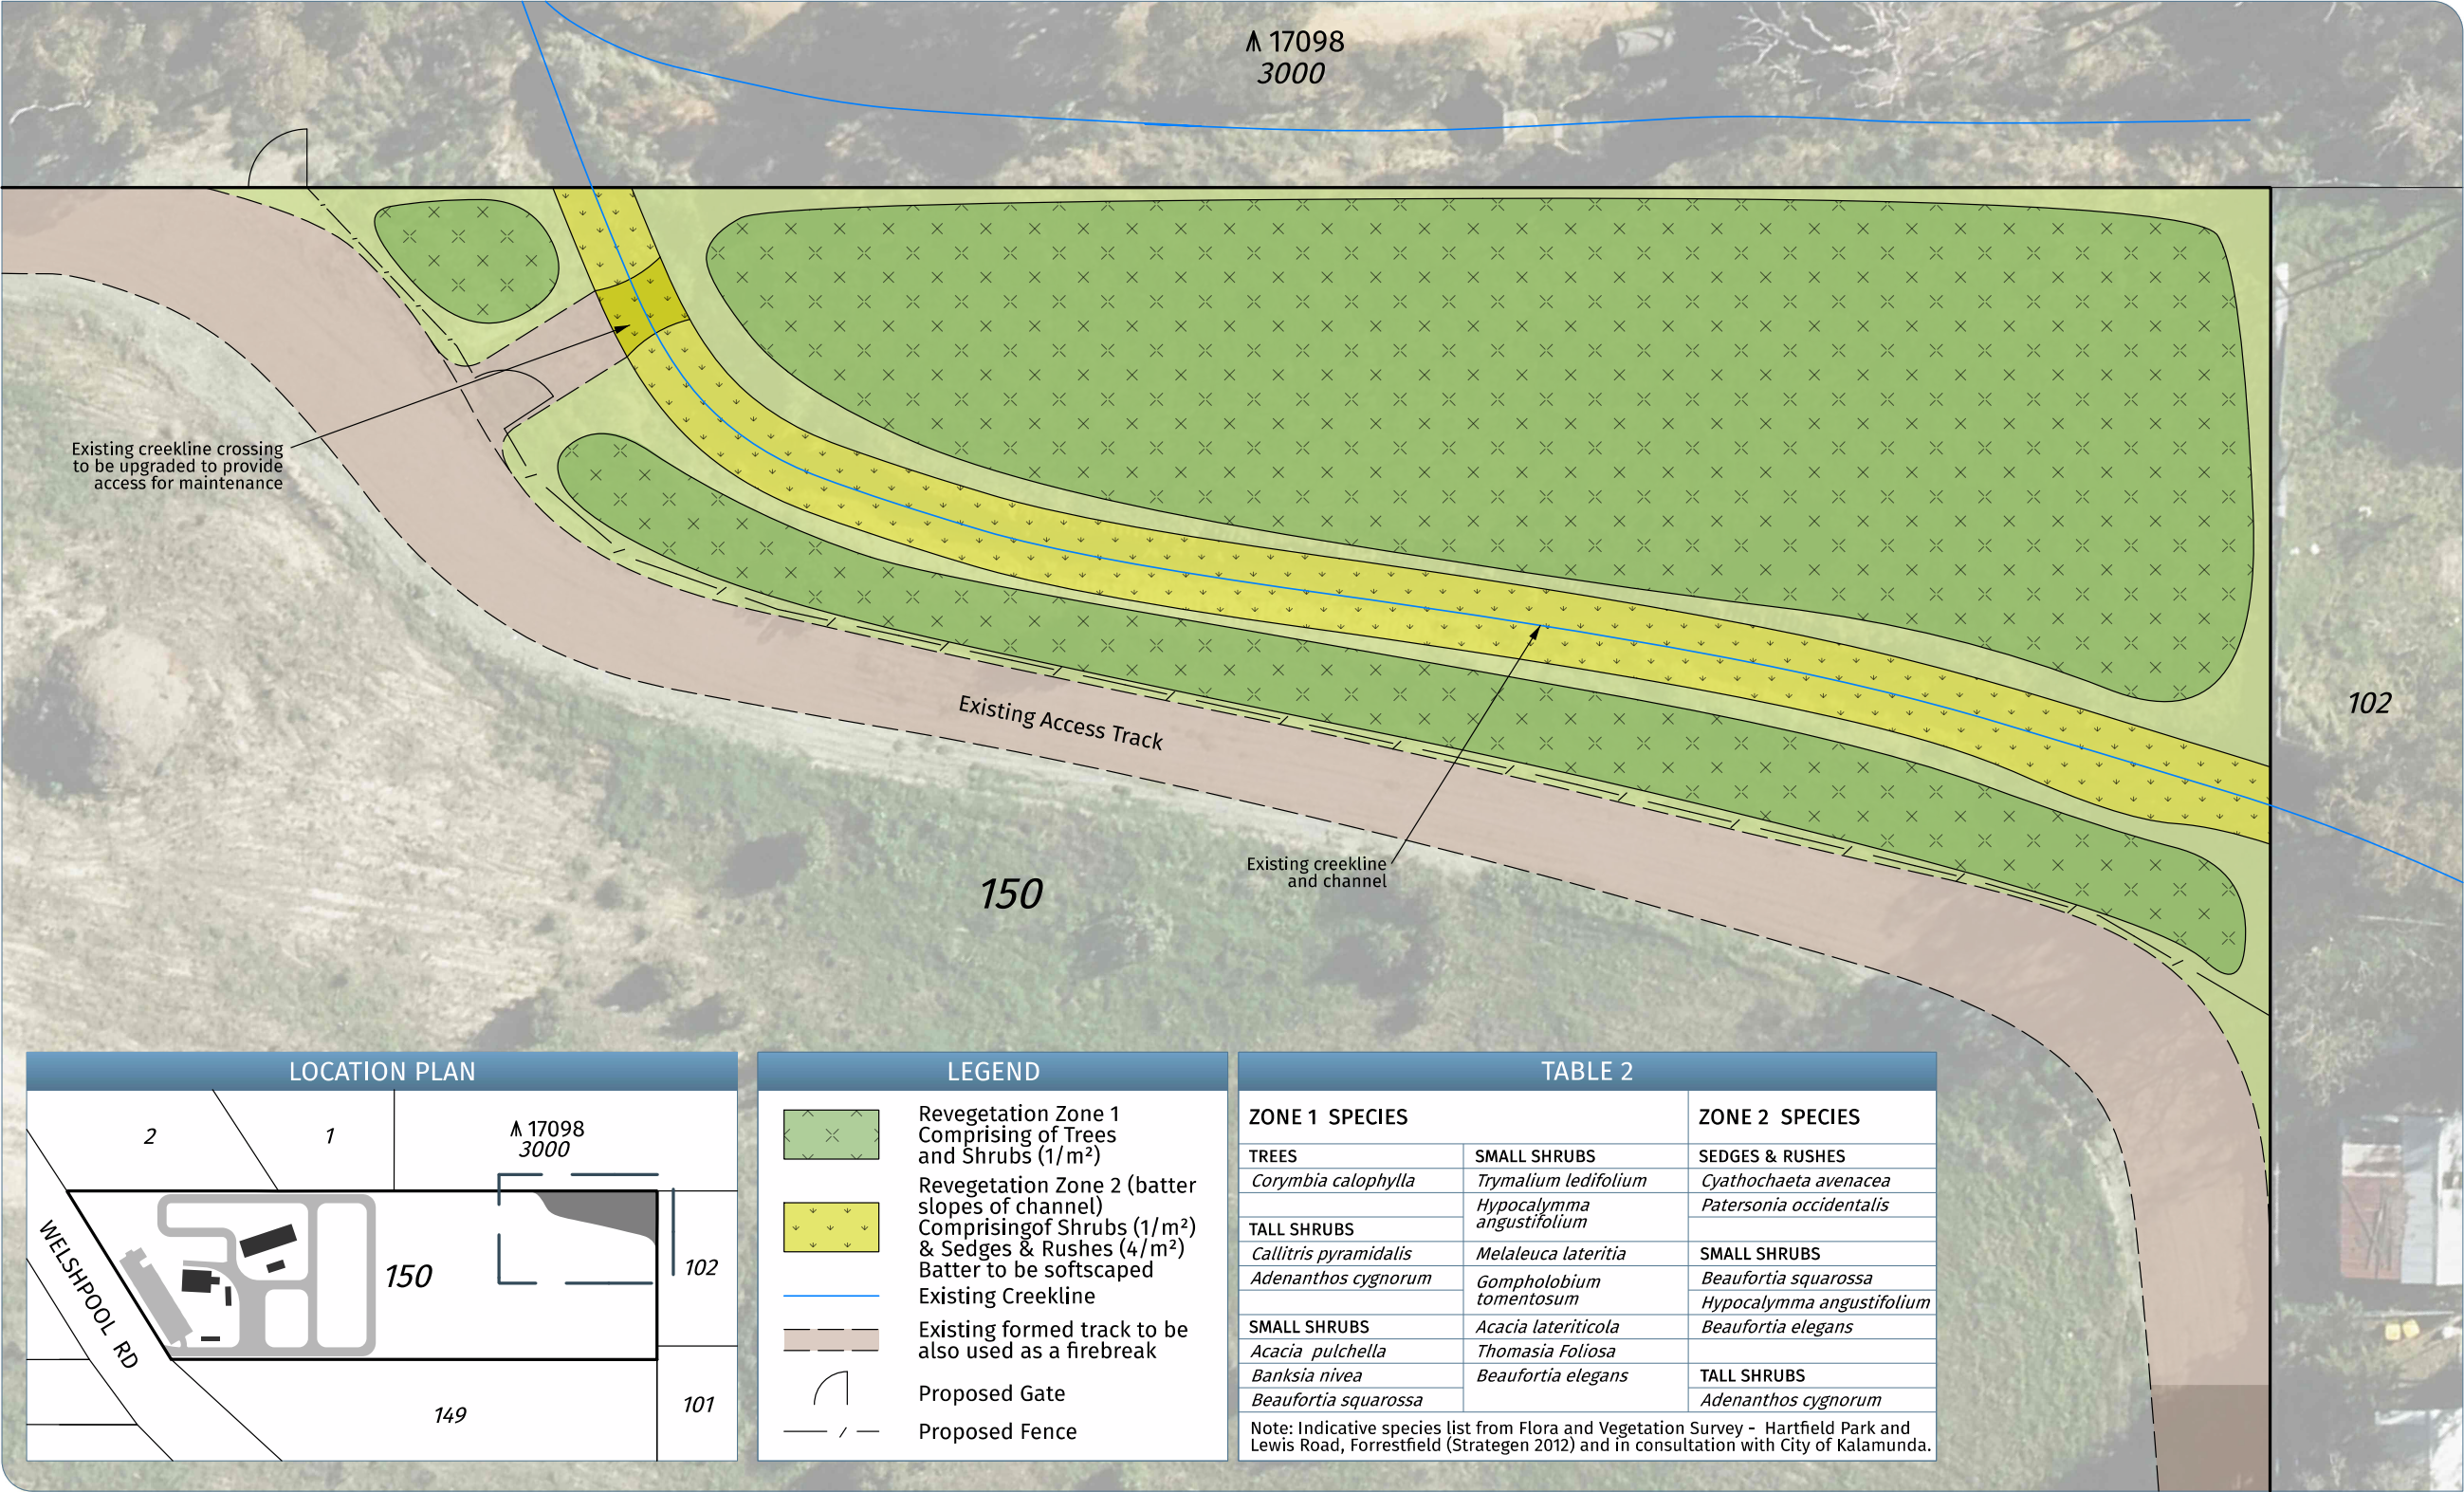 17098
3000
Existing creekline crossing
to be upgraded to provide
access for maintenance
102
Existing Access Track
Existing creekline
and channel
150
LOCATION PLAN
2
1
17098
3000
WELSHPOOL RD
150
102
149
101
LEGEND
Revegetation Zone 1
Comprising of Trees
and Shrubs (1/m²)
Revegetation Zone 2 (batter
slopes of channel)
Comprisingof Shrubs (1/m²)
& Sedges & Rushes (4/m²)
Batter to be softscaped
Existing Creekline
Existing formed track to be
also used as a firebreak
Proposed Gate
Proposed Fence
TABLE 2
ZONE 1 SPECIES
TREES
Corymbia calophylla
TALL SHRUBS
Callitris pyramidalis
Adenanthos cygnorum
SMALL SHRUBS
Acacia pulchella
Banksia nivea
Beaufortia squarossa
SMALL SHRUBS
Trymalium ledifolium
Hypocalymma
angustifolium
Melaleuca lateritia
Gompholobium
tomentosum
Acacia lateriticola
Thomasia Foliosa
Beaufortia elegans
ZONE 2 SPECIES
SEDGES & RUSHES
Cyathochaeta avenacea
Patersonia occidentalis
SMALL SHRUBS
Beaufortia squarossa
Hypocalymma angustifolium
Beaufortia elegans
TALL SHRUBS
Adenanthos cygnorum
Note: Indicative species list from Flora and Vegetation Survey - Hartfield Park and
Lewis Road, Forrestfield (Strategen 2012) and in consultation with City of Kalamunda.